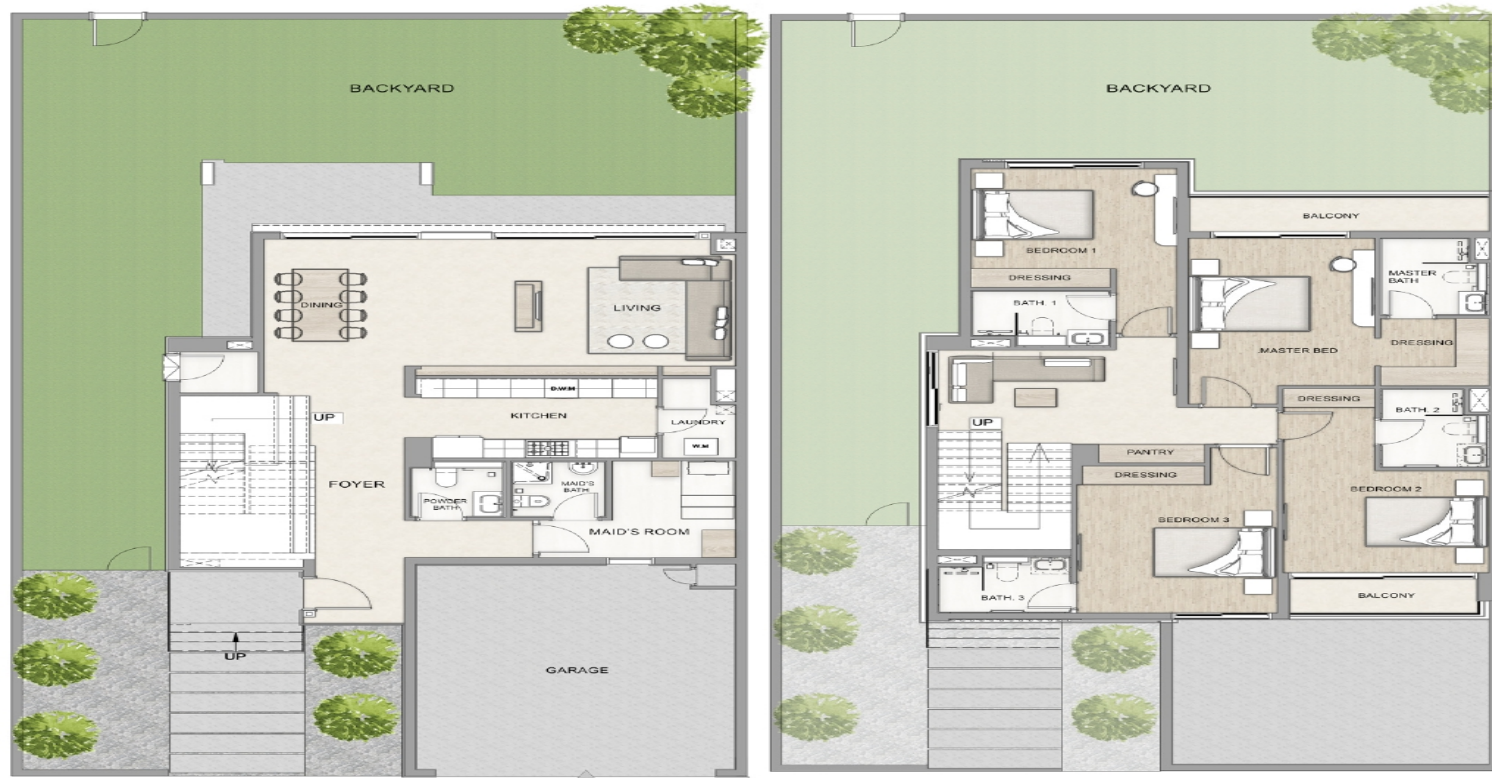 BACKYARD
DINING
LIVING
D.W.M
KITCHEN
UP
LAUNDRY
W.M
FOYER
POWDER
BATH
MAID'S
BATH
MAID'S ROOM
UP
GARAGE
BACKYARD
BALCONY
BEDROOM 1
DRESSING
MASTER
BATH
BATH. 1
MASTER BED
DRESSING
DRESSING
BATH. 2
UP
PANTRY
DRESSING
BEDROOM 2
BEDROOM 3
BATH. 3
BALCONY